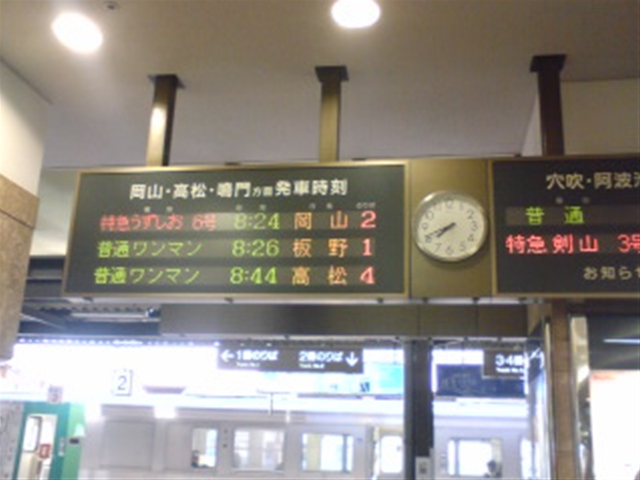 岡山・高松・鳴門方面発車時刻
特急うずしお 6号 8:24 岡山 2
普通ワンマン 8:26 板野 1
普通ワンマン 8:44 高松 4
穴吹・阿波
普通
特急 剣山 3号
お知ら
←1番のりば 2番のりば↓
2
3·4